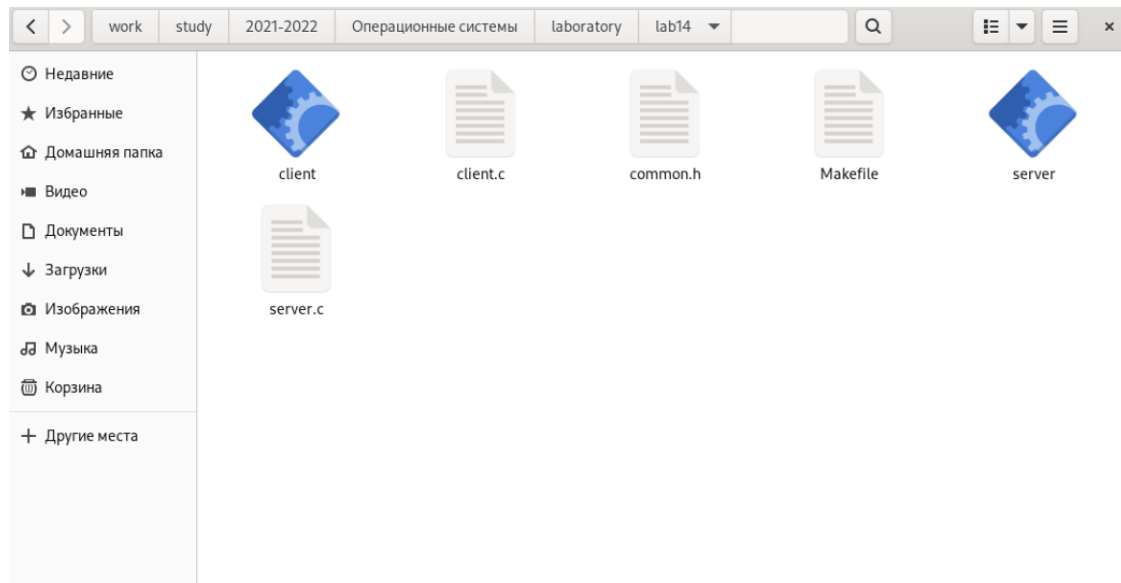 work study 2021-2022 Операционные системы laboratory lab14
Недавние
Избранные
Домашняя папка
Видео
Документы
Загрузки
Изображения
Музыка
Корзина
Другие места
client client.c common.h Makefile server
server.c